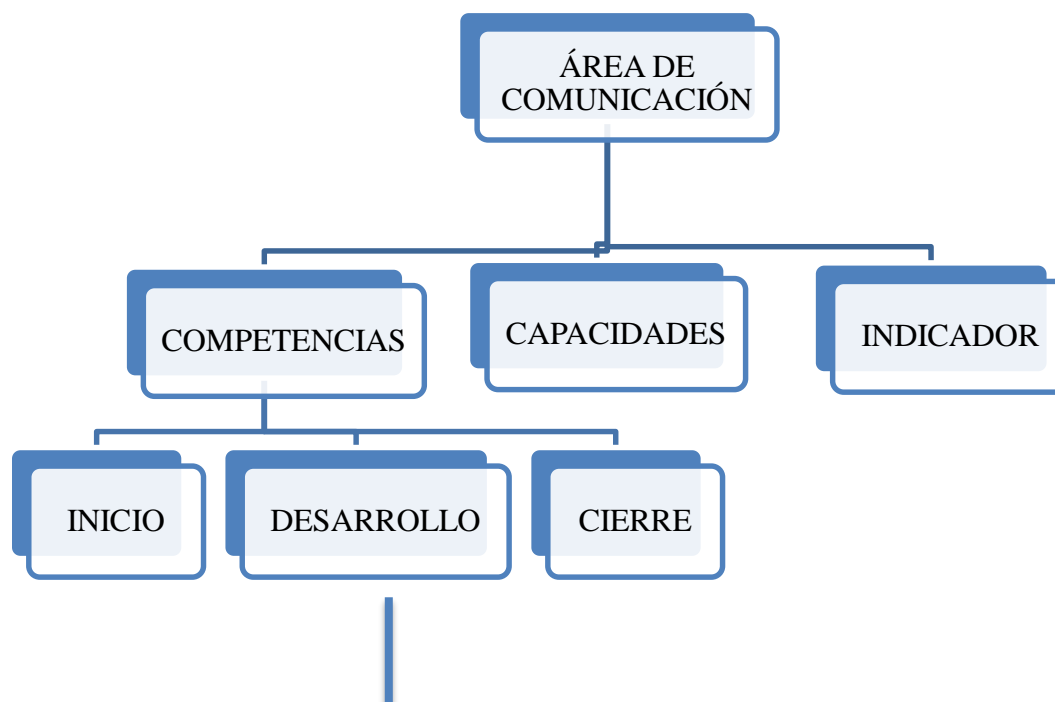 ÁREA DE
COMUNICACIÓN
COMPETENCIAS
CAPACIDADES
INDICADOR
INICIO
DESARROLLO
CIERRE